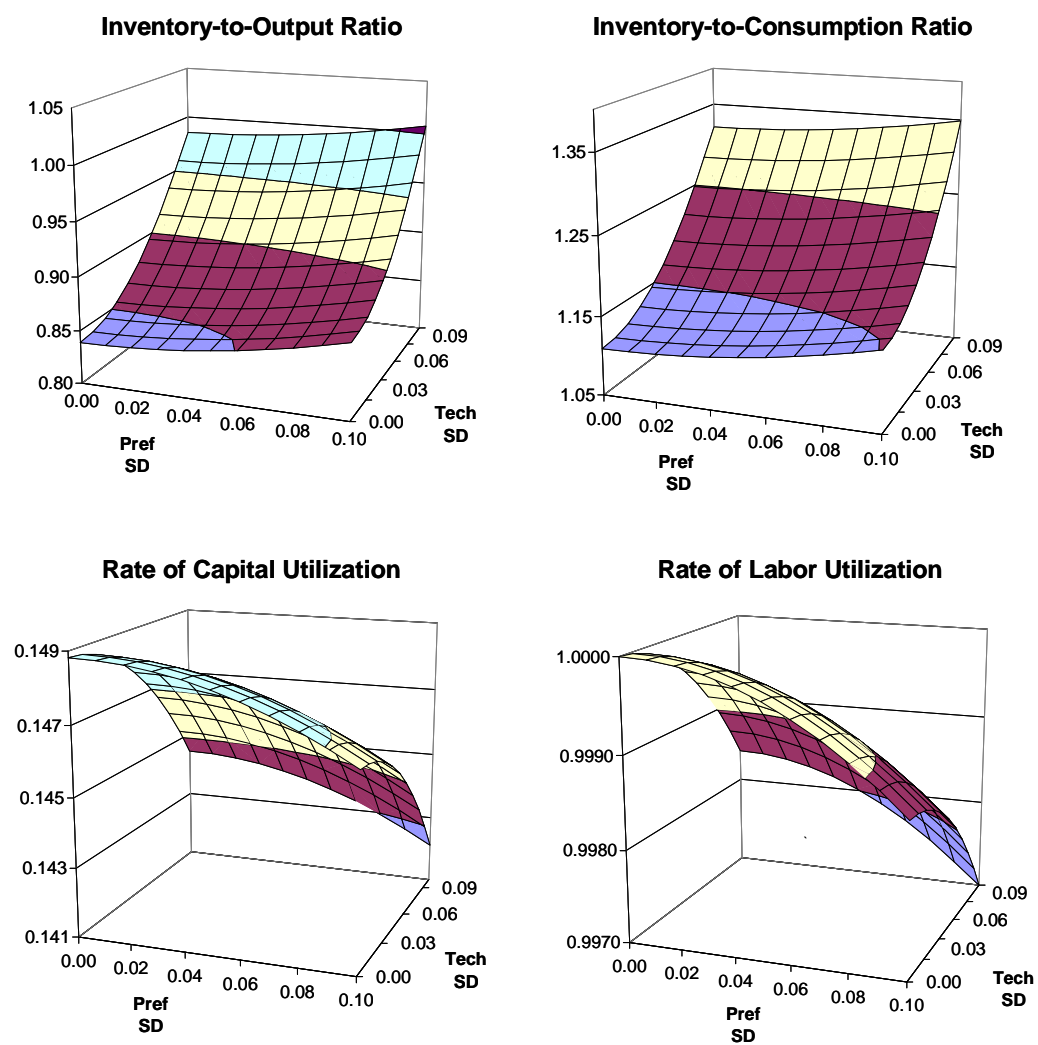 Inventory-to-Output Ratio
1.05
1.00
0.95
0.90
0.85
0.80
0.00
0.02
0.04
0.06
0.08
0.10
Pref
SD
0.00
0.03
0.06
0.09
Tech
SD
Inventory-to-Consumption Ratio
1.35
1.25
1.15
1.05
0.00
0.02
0.04
0.06
0.08
0.10
Pref
SD
0.00
0.03
0.06
0.09
Tech
SD
Rate of Capital Utilization
0.149
0.147
0.145
0.143
0.141
0.00
0.02
0.04
0.06
0.08
0.10
Pref
SD
0.00
0.03
0.06
0.09
Tech
SD
Rate of Labor Utilization
1.0000
0.9990
0.9980
0.9970
0.00
0.02
0.04
0.06
0.08
0.10
Pref
SD
0.00
0.03
0.06
0.09
Tech
SD